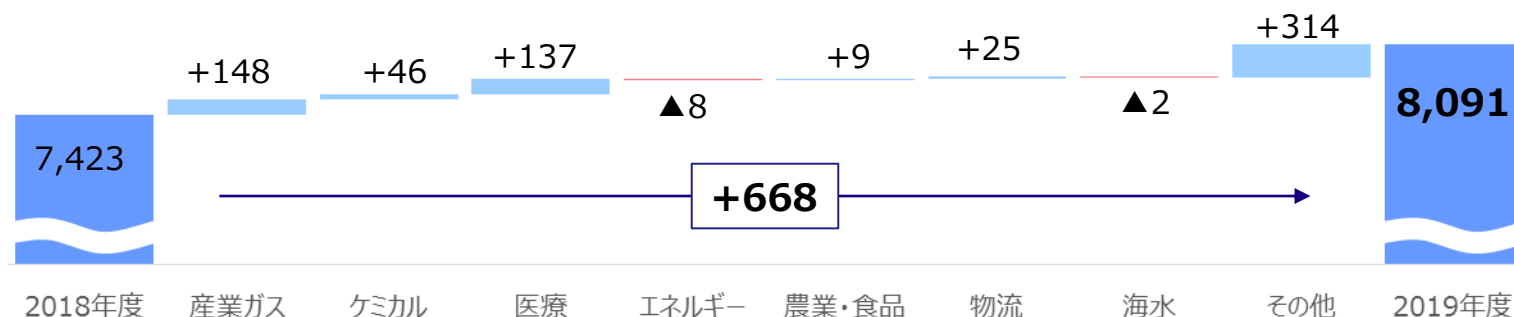 +148
+46
+137
▲8
+9
+25
▲2
+314
7,423
8,091
+668
2018年度
産業ガス
ケミカル
医療
エネルギー
農業・食品
物流
海水
その他
2019年度